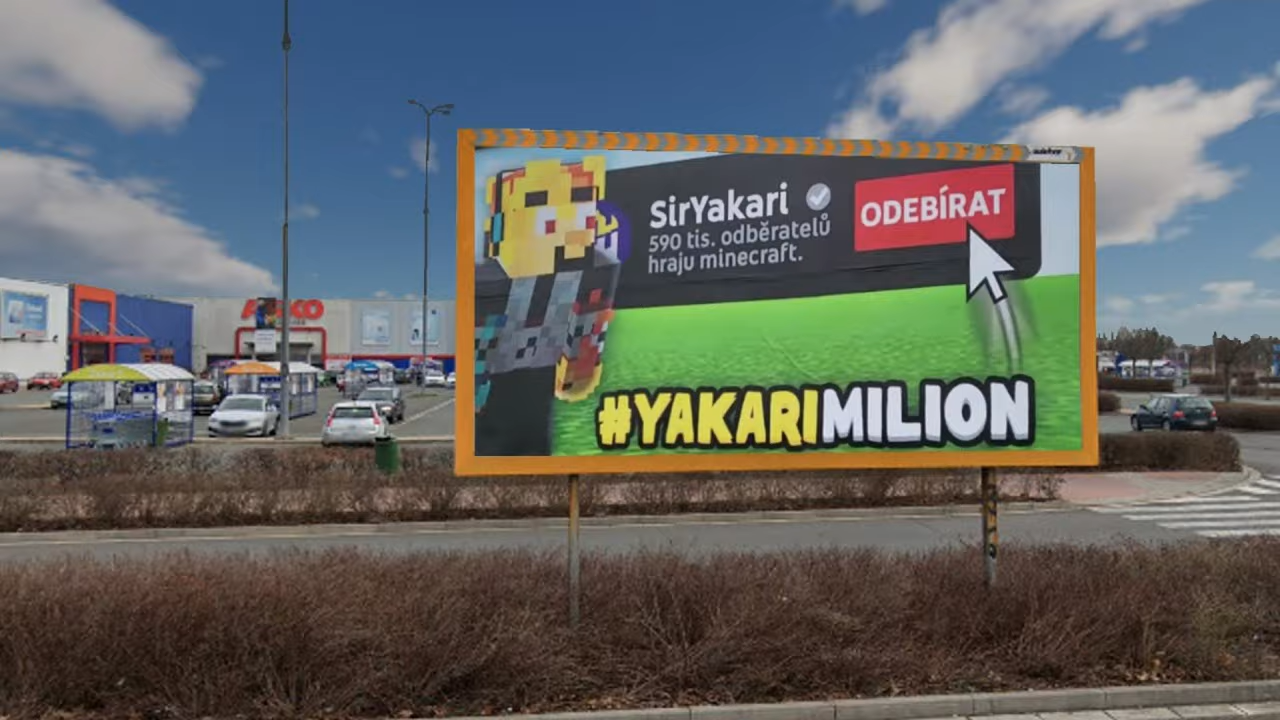 SirYakari
590 tis. odběratelů
hraju minecraft.
ODEBÍRAT
#YAKARIMILION